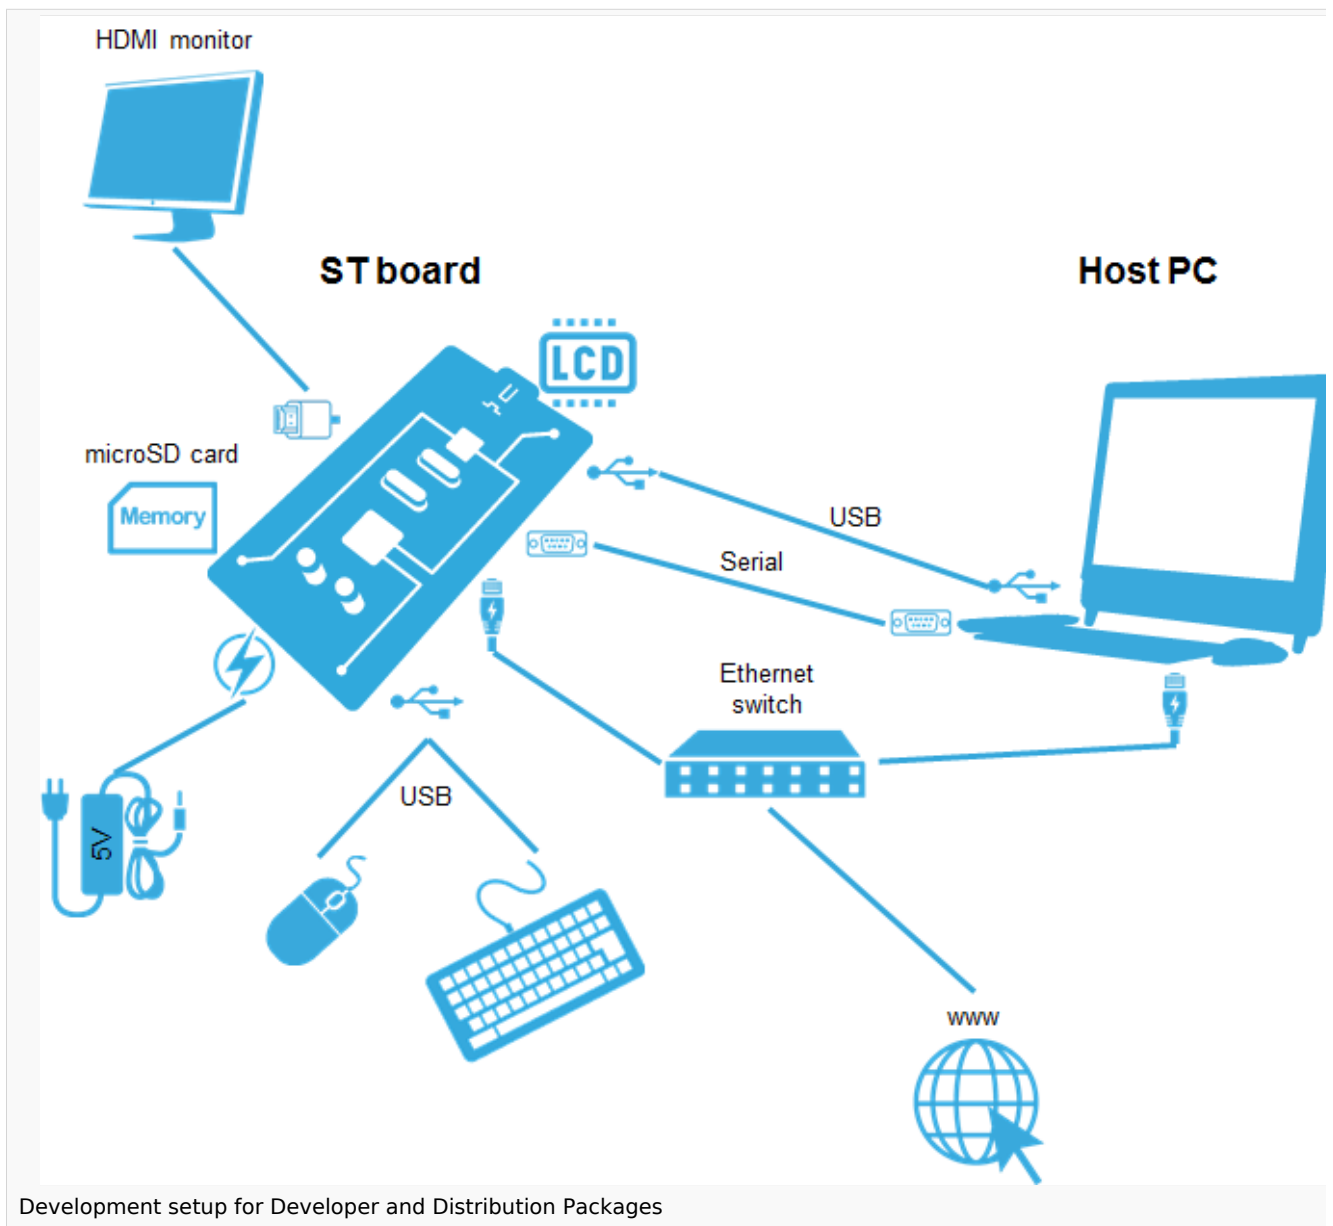 HDMI monitor
ST board
Host PC
LCD
microSD card
Memory
USB
Serial
Ethernet
switch
USB
5V
www
Development setup for Developer and Distribution Packages